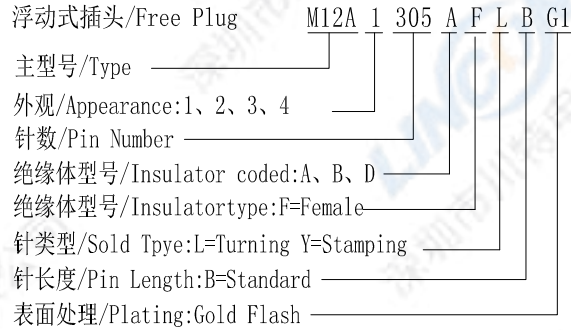 浮动式插头/Free Plug M12A 1 305 A F L B G1
主型号/Type
外观/Appearance:1、2、3、4
针数/Pin Number
绝缘体型号/Insulator coded:A、B、D
绝缘体型号/Insulatortype:F=Female
针类型/Sold Tpye:L=Turning Y=Stamping
针长度/Pin Length:B=Standard
表面处理/Plating:Gold Flash